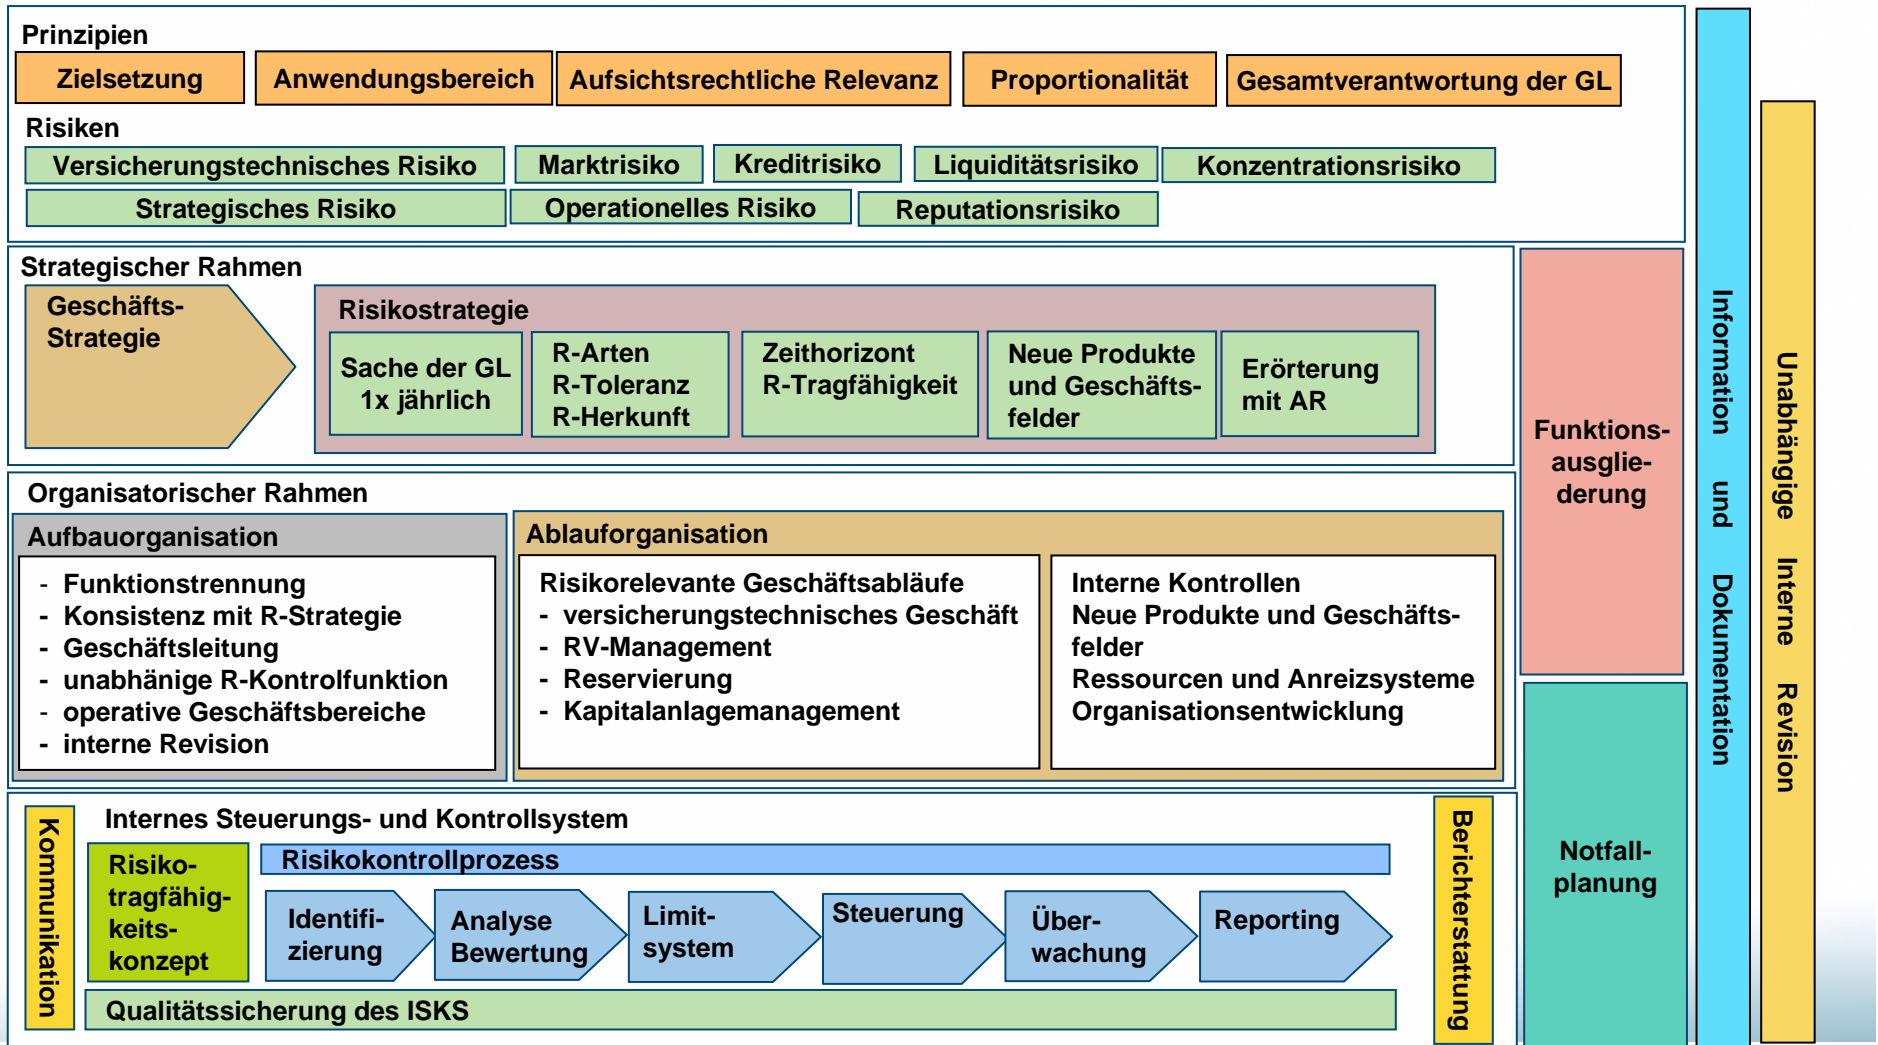 Prinzipien
Zielsetzung
Anwendungsbereich
Aufsichtsrechtliche Relevanz
Proportionalität
Gesamtverantwortung der GL
Risiken
Versicherungstechnisches Risiko
Marktrisiko
Kreditrisiko
Liquiditätsrisiko
Konzentrationsrisiko
Strategisches Risiko
Operationelles Risiko
Reputationsrisiko
Strategischer Rahmen
Geschäfts-
Strategie
Risikostrategie
Sache der GL
1x jährlich
R-Arten
R-Toleranz
R-Herkunft
Zeithorizont
R-Tragfähigkeit
Neue Produkte
und Geschäfts-
felder
Erörterung
mit AR
Organisatorischer Rahmen
Aufbauorganisation
- Funktionstrennung
- Konsistenz mit R-Strategie
- Geschäftsleitung
- unabhänige R-Kontrolfunktion
- operative Geschäftsbereiche
- interne Revision
Ablauforganisation
Risikorelevante Geschäftsabläufe
- versicherungstechnisches Geschäft
- RV-Management
- Reservierung
- Kapitalanlagemanagement
Interne Kontrollen
Neue Produkte und Geschäfts-
felder
Ressourcen und Anreizsysteme
Organisationsentwicklung
Kommunikation
Internes Steuerungs- und Kontrollsystem
Risiko-
tragfähig-
keits-
konzept
Risikokontrollprozess
Identifi-
zierung
Analyse
Bewertung
Limit-
system
Steuerung
Über-
wachung
Reporting
Qualitätssicherung des ISKS
Berichterstattung
Funktions-
ausglie-
derung
Notfall-
planung
Information und Dokumentation
Unabhängige Interne Revision